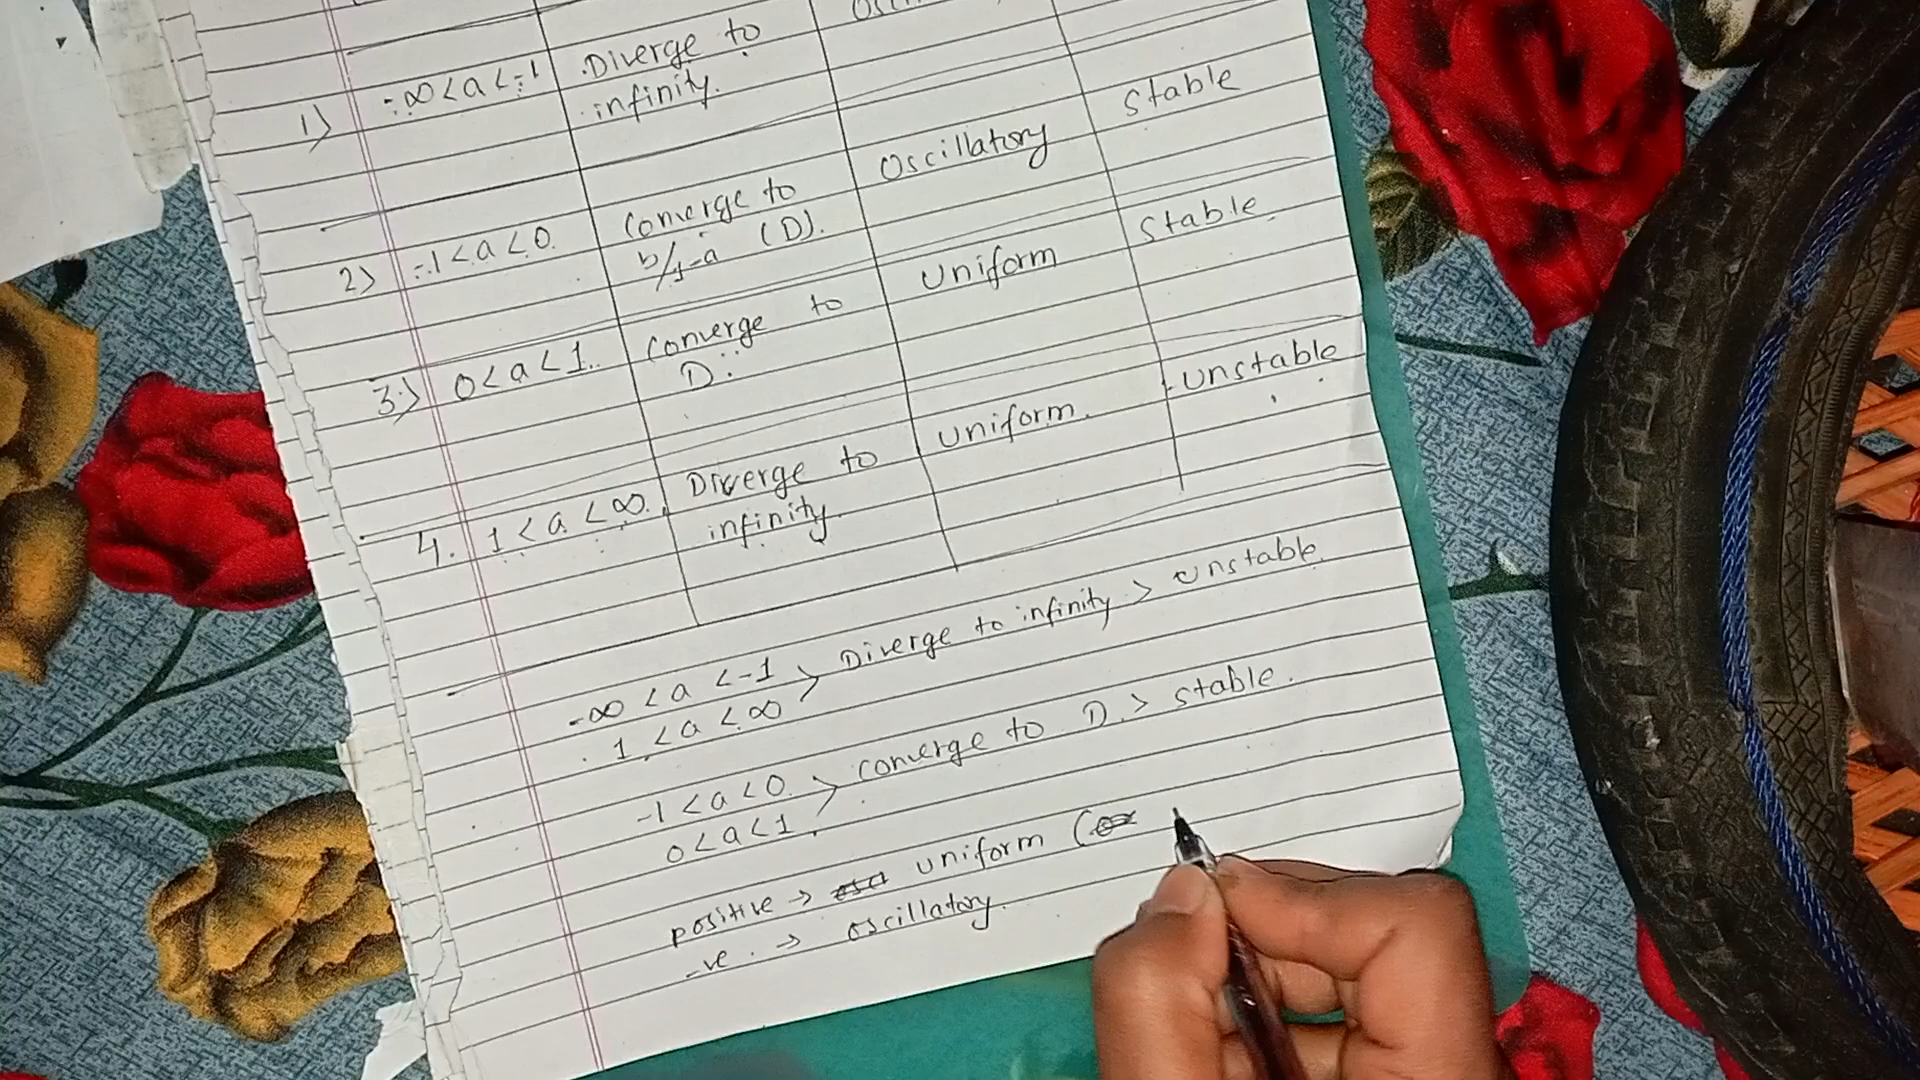 1) -∞ < a < -1 Diverge to
infinity.
2) -1 < a < 0. Converge to Oscillatory stable
b/1-a (D).
3) 0 < a < 1. Converge to Uniform stable.
D.
4. 1 < a < ∞. Diverge to uniform. unstable
infinity.
-∞ < a < -1
1 < a < ∞ > Diverge to infinity > unstable.
-1 < a < 0.
0 < a < 1. > converge to D. > stable.
positive → uniform (
-ve. → oscillatory.